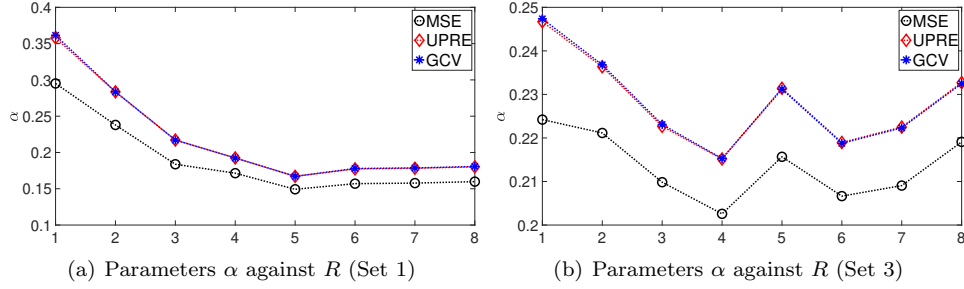 0.4
0.35
0.3
0.25
0.2
0.15
0.1
α
1 2 3 4 5 6 7 8
MSE
UPRE
GCV
(a) Parameters α against R (Set 1)
0.25
0.24
0.23
0.22
0.21
0.2
α
1 2 3 4 5 6 7 8
MSE
UPRE
GCV
(b) Parameters α against R (Set 3)